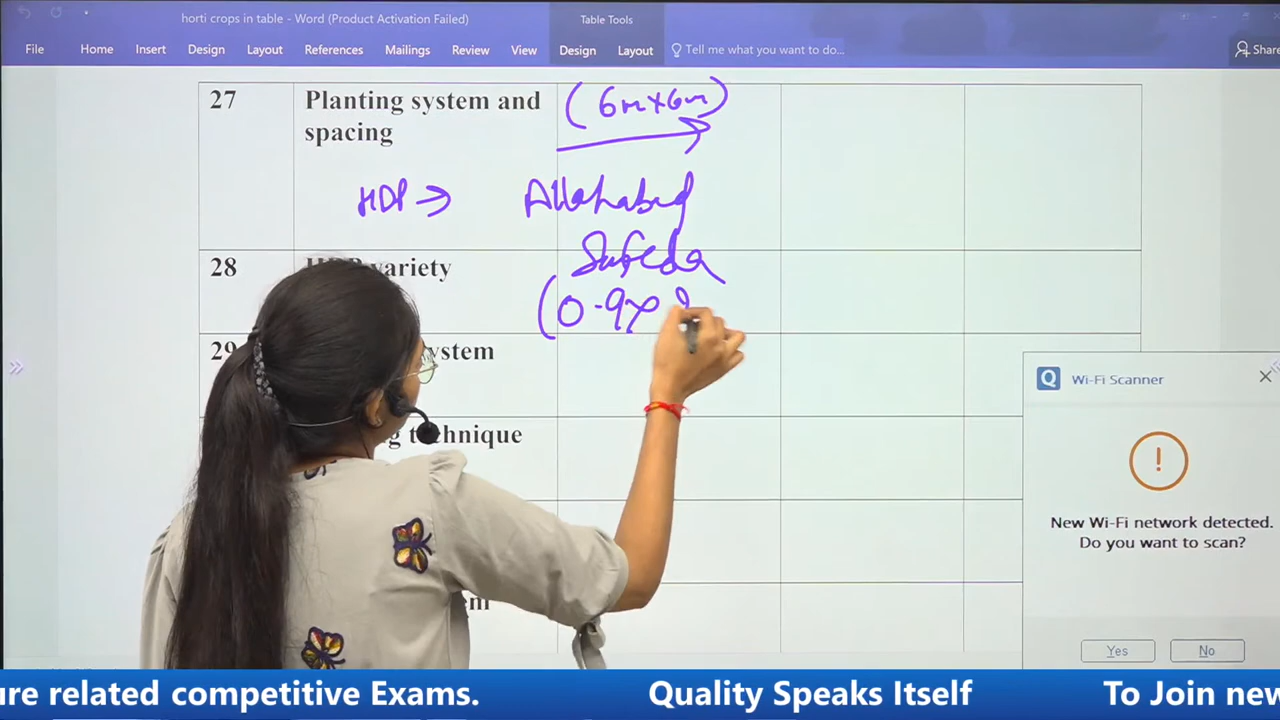 horti crops in table - Word (Product Activation Failed)
Table Tools
File Home Insert Design Layout References Mailings Review View Design Layout Tell me what you want to do... Share
27 Planting system and spacing
(6m×6m)
HDP → Allahabad
Safeda
28 variety
(0.9×
29 ystem
chnique
Wi-Fi Scanner
New Wi-Fi network detected.
Do you want to scan?
Yes No
ure related competitive Exams. Quality Speaks Itself To Join new